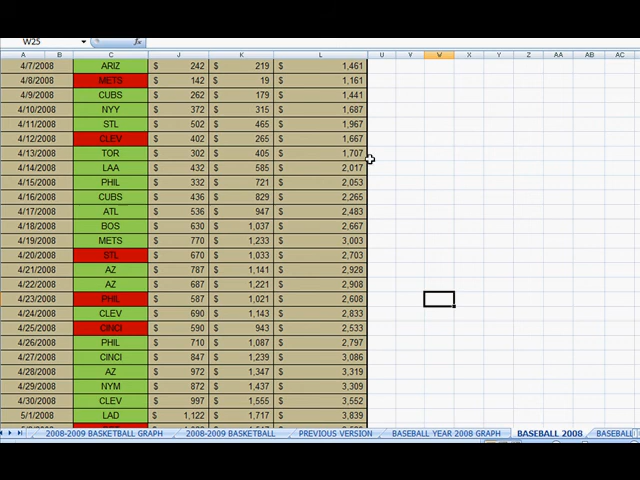 W25 fx
A B C J K L U V W X Y Z AA AB AC
4/7/2008 ARIZ $ 242 $ 219 $ 1,461
4/8/2008 METS $ 142 $ 19 $ 1,161
4/9/2008 CUBS $ 262 $ 179 $ 1,441
4/10/2008 NYY $ 372 $ 315 $ 1,687
4/11/2008 STL $ 502 $ 465 $ 1,967
4/12/2008 CLEV $ 402 $ 265 $ 1,667
4/13/2008 TOR $ 302 $ 405 $ 1,707
4/14/2008 LAA $ 432 $ 585 $ 2,017
4/15/2008 PHIL $ 332 $ 721 $ 2,053
4/16/2008 CUBS $ 436 $ 829 $ 2,265
4/17/2008 ATL $ 536 $ 947 $ 2,483
4/18/2008 BOS $ 630 $ 1,037 $ 2,667
4/19/2008 METS $ 770 $ 1,233 $ 3,003
4/20/2008 STL $ 670 $ 1,033 $ 2,703
4/21/2008 AZ $ 787 $ 1,141 $ 2,928
4/22/2008 AZ $ 687 $ 1,221 $ 2,908
4/23/2008 PHIL $ 587 $ 1,021 $ 2,608
4/24/2008 CLEV $ 690 $ 1,143 $ 2,833
4/25/2008 CINCI $ 590 $ 943 $ 2,533
4/26/2008 PHIL $ 710 $ 1,087 $ 2,797
4/27/2008 CINCI $ 847 $ 1,239 $ 3,086
4/28/2008 AZ $ 972 $ 1,347 $ 3,319
4/29/2008 NYM $ 872 $ 1,437 $ 3,309
4/30/2008 CLEV $ 997 $ 1,555 $ 3,552
5/1/2008 LAD $ 1,122 $ 1,717 $ 3,839
2008-2009 BASKETBALL GRAPH 2008-2009 BASKETBALL PREVIOUS VERSION BASEBALL YEAR 2008 GRAPH BASEBALL 2008 BASEBALL